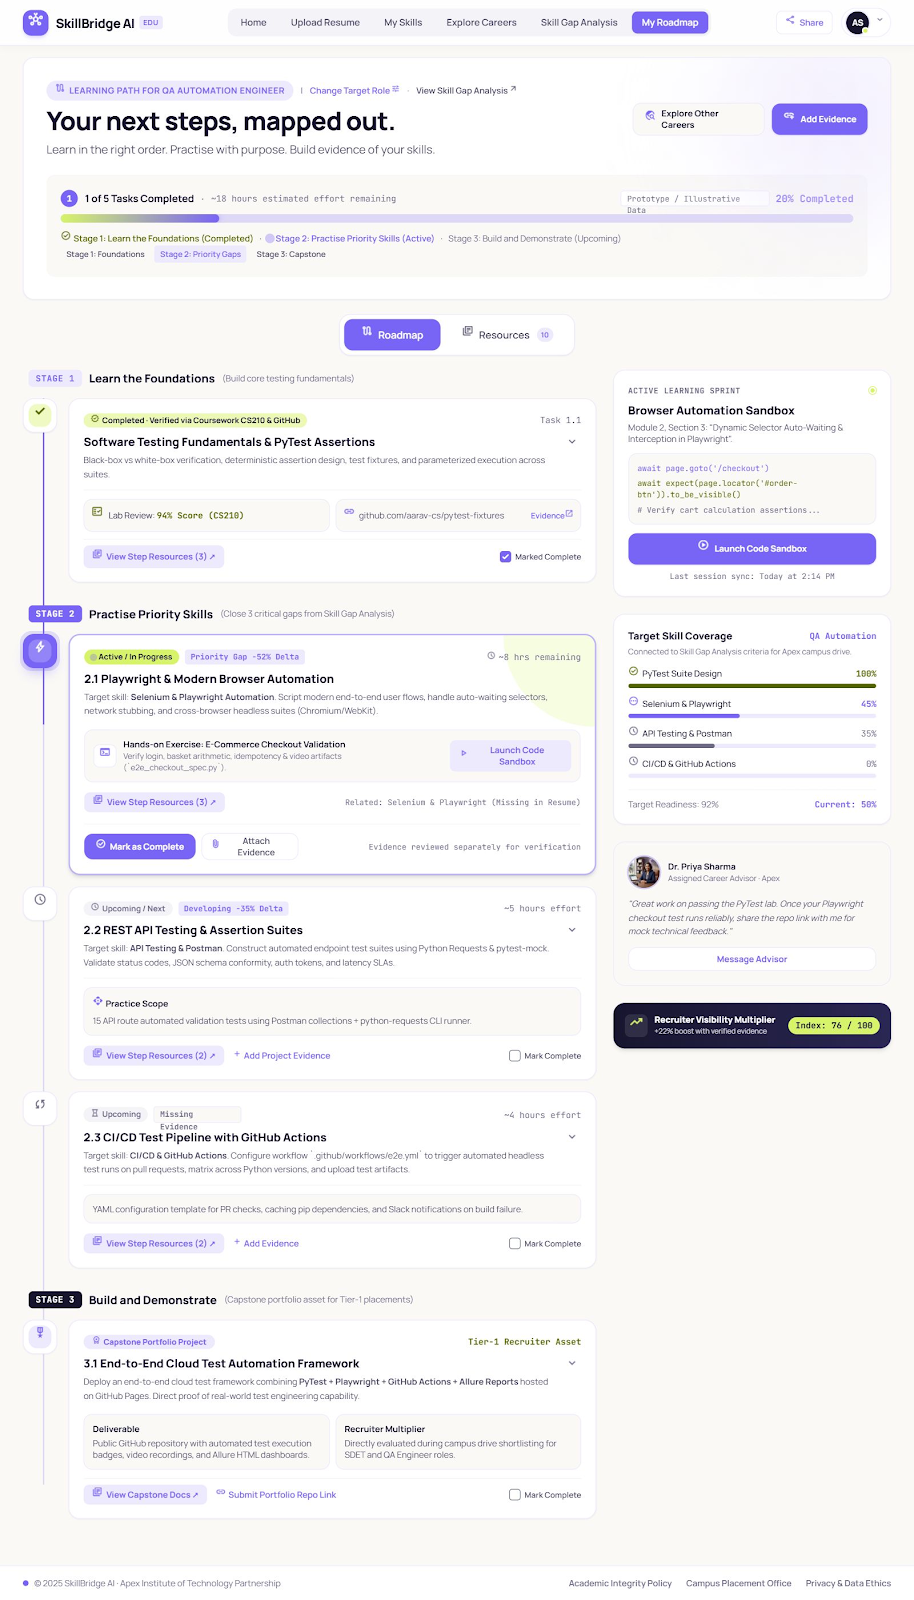 SkillBridge AI EDU
Home Upload Resume My Skills Explore Careers Skill Gap Analysis My Roadmap
Share AS
LEARNING PATH FOR QA AUTOMATION ENGINEER | Change Target Role · View Skill Gap Analysis ↗
Your next steps, mapped out.
Learn in the right order. Practise with purpose. Build evidence of your skills.
Explore Other
Careers
Add Evidence
1 1 of 5 Tasks Completed · ~18 hours estimated effort remaining
Prototype / Illustrative
Data
20% Completed
Stage 1: Learn the Foundations (Completed) · Stage 2: Practise Priority Skills (Active) · Stage 3: Build and Demonstrate (Upcoming)
Stage 1: Foundations Stage 2: Priority Gaps Stage 3: Capstone
Roadmap Resources 10
STAGE 1 Learn the Foundations (Build core testing fundamentals)
Completed · Verified via Coursework CS210 & GitHub Task 1.1
Software Testing Fundamentals & PyTest Assertions
Black-box vs white-box verification, deterministic assertion design, test fixtures, and parameterized execution across
suites.
Lab Review: 94% Score (CS210)
github.com/aarav-cs/pytest-fixtures Evidence
View Step Resources (3) ↗ Marked Complete
STAGE 2 Practise Priority Skills (Close 3 critical gaps from Skill Gap Analysis)
Active / In Progress Priority Gap -52% Delta ~8 hrs remaining
2.1 Playwright & Modern Browser Automation
Target skill: Selenium & Playwright Automation. Script modern end-to-end user flows, handle auto-waiting selectors,
network stubbing, and cross-browser headless suites (Chromium/WebKit).
Hands-on Exercise: E-Commerce Checkout Validation
Verify login, basket arithmetic, idempotency & video artifacts
(`e2e_checkout_spec.py`).
Launch Code
Sandbox
View Step Resources (3) ↗ Related: Selenium & Playwright (Missing in Resume)
Mark as Complete
Attach
Evidence
Evidence reviewed separately for verification
Upcoming / Next Developing -35% Delta ~5 hours effort
2.2 REST API Testing & Assertion Suites
Target skill: API Testing & Postman. Construct automated endpoint test suites using Python Requests & pytest-mock.
Validate status codes, JSON schema conformity, auth tokens, and latency SLAs.
Practice Scope
15 API route automated validation tests using Postman collections + python-requests CLI runner.
View Step Resources (2) ↗ + Add Project Evidence Mark Complete
Upcoming
Missing
Evidence
~4 hours effort
2.3 CI/CD Test Pipeline with GitHub Actions
Target skill: CI/CD & GitHub Actions. Configure workflow `.github/workflows/e2e.yml` to trigger automated headless
test runs on pull requests, matrix across Python versions, and upload test artifacts.
YAML configuration template for PR checks, caching pip dependencies, and Slack notifications on build failure.
View Step Resources (2) ↗ + Add Evidence Mark Complete
STAGE 3 Build and Demonstrate (Capstone portfolio asset for Tier-1 placements)
Capstone Portfolio Project Tier-1 Recruiter Asset
3.1 End-to-End Cloud Test Automation Framework
Deploy an end-to-end cloud test framework combining PyTest + Playwright + GitHub Actions + Allure Reports hosted
on GitHub Pages. Direct proof of real-world test engineering capability.
Deliverable
Public GitHub repository with automated test execution
badges, video recordings, and Allure HTML dashboards.
Recruiter Multiplier
Directly evaluated during campus drive shortlisting for
SDET and QA Engineer roles.
View Capstone Docs ↗ Submit Portfolio Repo Link Mark Complete
ACTIVE LEARNING SPRINT
Browser Automation Sandbox
Module 2, Section 3: "Dynamic Selector Auto-Waiting &
Interception in Playwright".
await page.goto('/checkout')
await expect(page.locator('#order-
btn')).to_be_visible()
# Verify cart calculation assertions...
Launch Code Sandbox
Last session sync: Today at 2:14 PM
Target Skill Coverage QA Automation
Connected to Skill Gap Analysis criteria for Apex campus drive.
PyTest Suite Design 100%
Selenium & Playwright 45%
API Testing & Postman 35%
CI/CD & GitHub Actions 0%
Target Readiness: 92% Current: 50%
Dr. Priya Sharma
Assigned Career Advisor · Apex
"Great work on passing the PyTest lab. Once your Playwright
checkout test runs reliably, share the repo link with me for
mock technical feedback."
Message Advisor
Recruiter Visibility Multiplier
+22% boost with verified evidence
Index: 76 / 100
© 2025 SkillBridge AI · Apex Institute of Technology Partnership
Academic Integrity Policy Campus Placement Office Privacy & Data Ethics